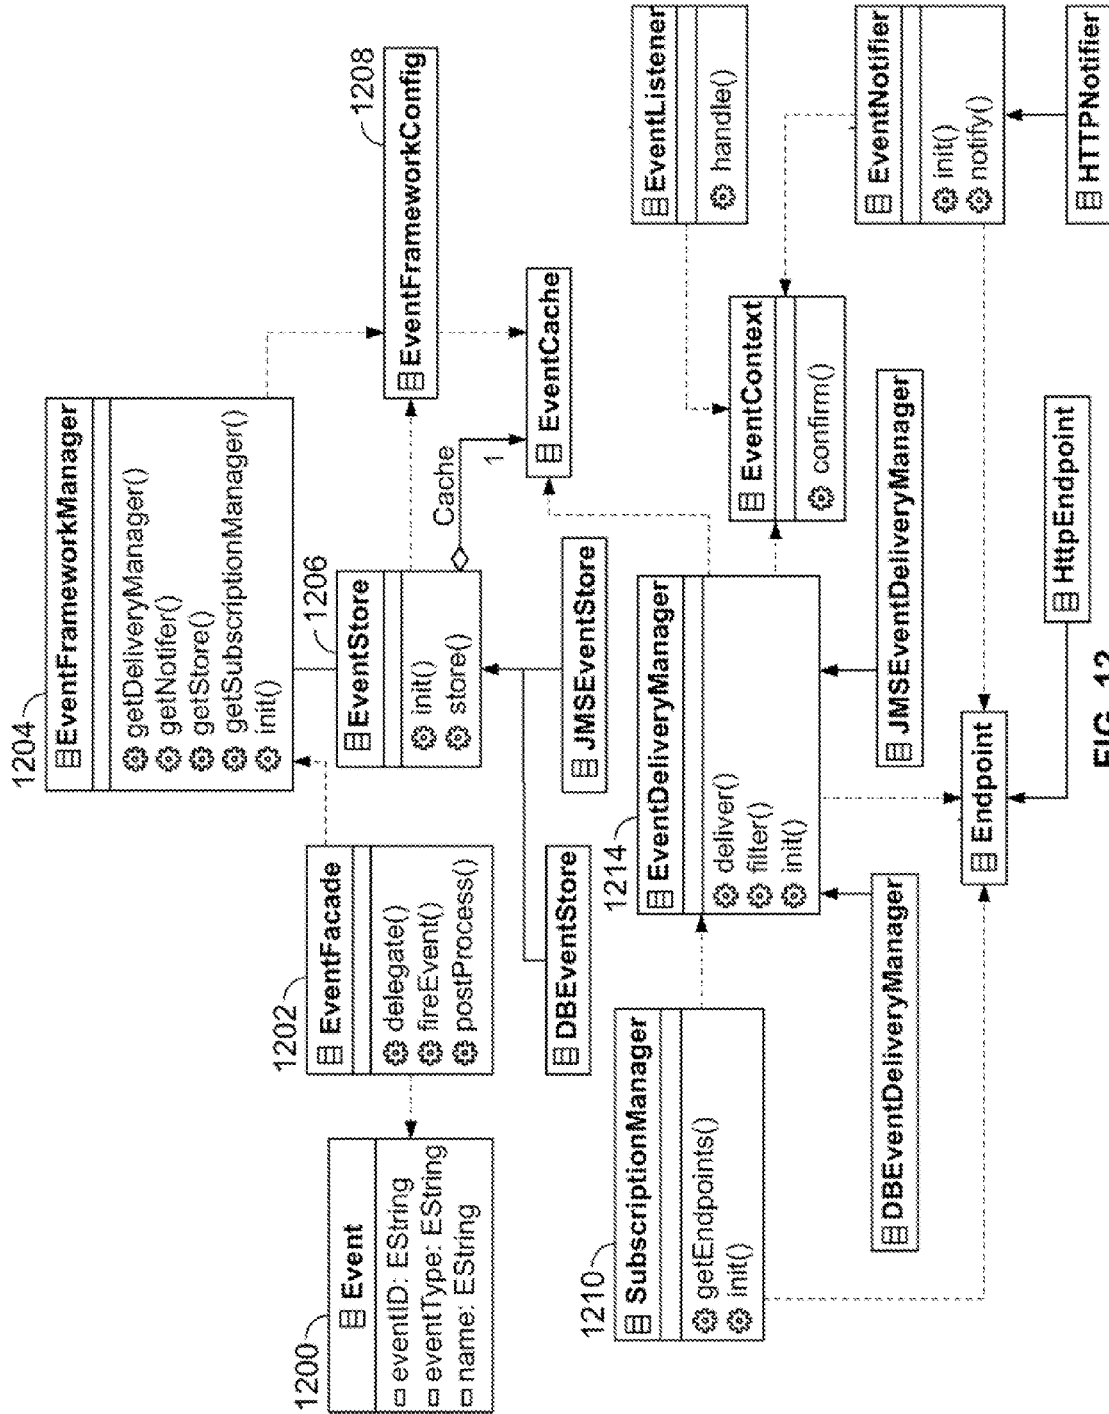 1200
Event
eventID: EString
eventType: EString
name: EString
1202
EventFacade
delegate()
fireEvent()
postProcess()
1204
EventFrameworkManager
getDeliveryManager()
getNotifer()
getStore()
getSubscriptionManager()
init()
1206
EventStore
init()
store()
1208
EventFrameworkConfig
Cache
1
EventCache
DBEventStore
JMSEventStore
1210
SubscriptionManager
getEndpoints()
init()
1214
EventDeliveryManager
deliver()
filter()
init()
EventContext
confirm()
EventListener
handle()
DBEventDeliveryManager
JMSEventDeliveryManager
EventNotifier
init()
notify()
Endpoint
HttpEndpoint
HTTPNotifier